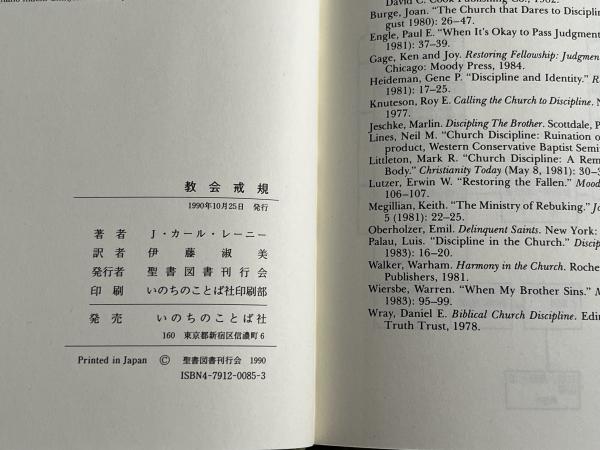 教会戒規
1990年10月25日 発行
著者 J・カール・レーニー
訳者 伊藤淑美
発行者 聖書図書刊行会
印刷 いのちのことば社印刷部
発売 いのちのことば社
160 東京都新宿区信濃町6
Printed in Japan © 聖書図書刊行会 1990
ISBN4-7912-0085-3
David C. Cook Publishing Co., 1982.
Burge, Joan. "The Church that Dares to Disciplin
gust 1980): 26-47.
Engle, Paul E. "When It's Okay to Pass Judgment
1981): 37-39.
Gage, Ken and Joy. Restoring Fellowship: Judgmen
Chicago: Moody Press, 1984.
Heideman, Gene P. "Discipline and Identity." R
1981): 17-25.
Knuteson, Roy E. Calling the Church to Discipline. N
1977.
Jeschke, Marlin. Discipling The Brother. Scottdale, P
Lines, Neil M. "Church Discipline: Ruination o
product, Western Conservative Baptist Semi
Littleton, Mark R. "Church Discipline: A Rem
Body." Christianity Today (May 8, 1981): 30-3
Lutzer, Erwin W. "Restoring the Fallen." Mood
106-107.
Megillian, Keith. "The Ministry of Rebuking." Jo
5 (1981): 22-25.
Oberholzer, Emil. Delinquent Saints. New York:
Palau, Luis. "Discipline in the Church." Discip
1983): 16-20.
Walker, Warham. Harmony in the Church. Roche
Publishers, 1981.
Wiersbe, Warren. "When My Brother Sins." M
1983): 95-99.
Wray, Daniel E. Biblical Church Discipline. Edin
Truth Trust, 1978.